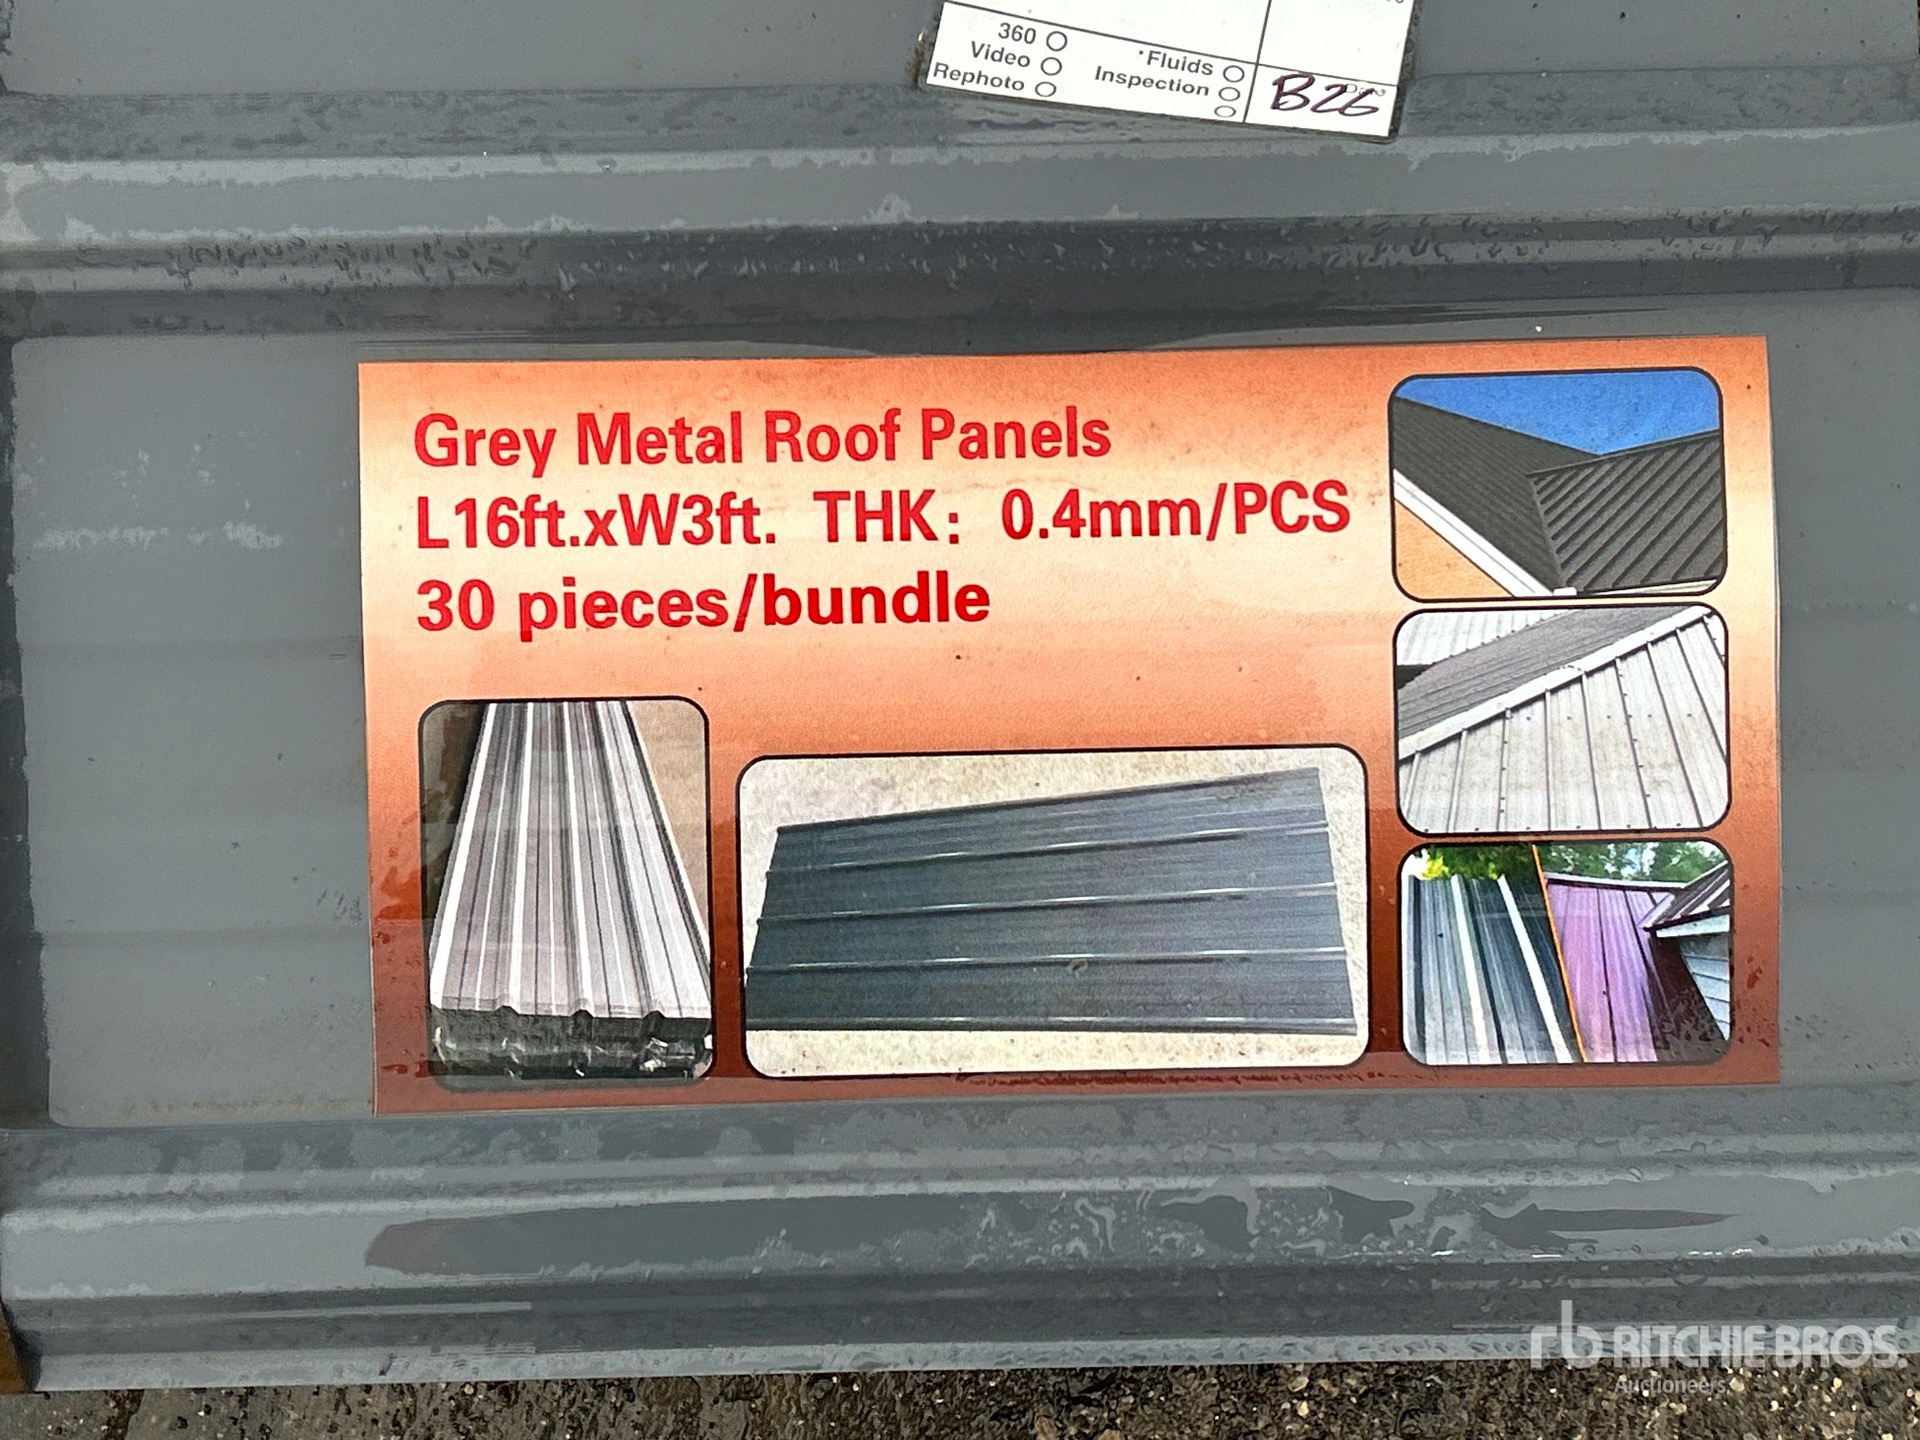 360
Video
Rephoto
Fluids
Inspection
B26
Grey Metal Roof Panels
L16ft.xW3ft. THK: 0.4mm/PCS
30 pieces/bundle
rb RITCHIE BROS.
Auctioneers